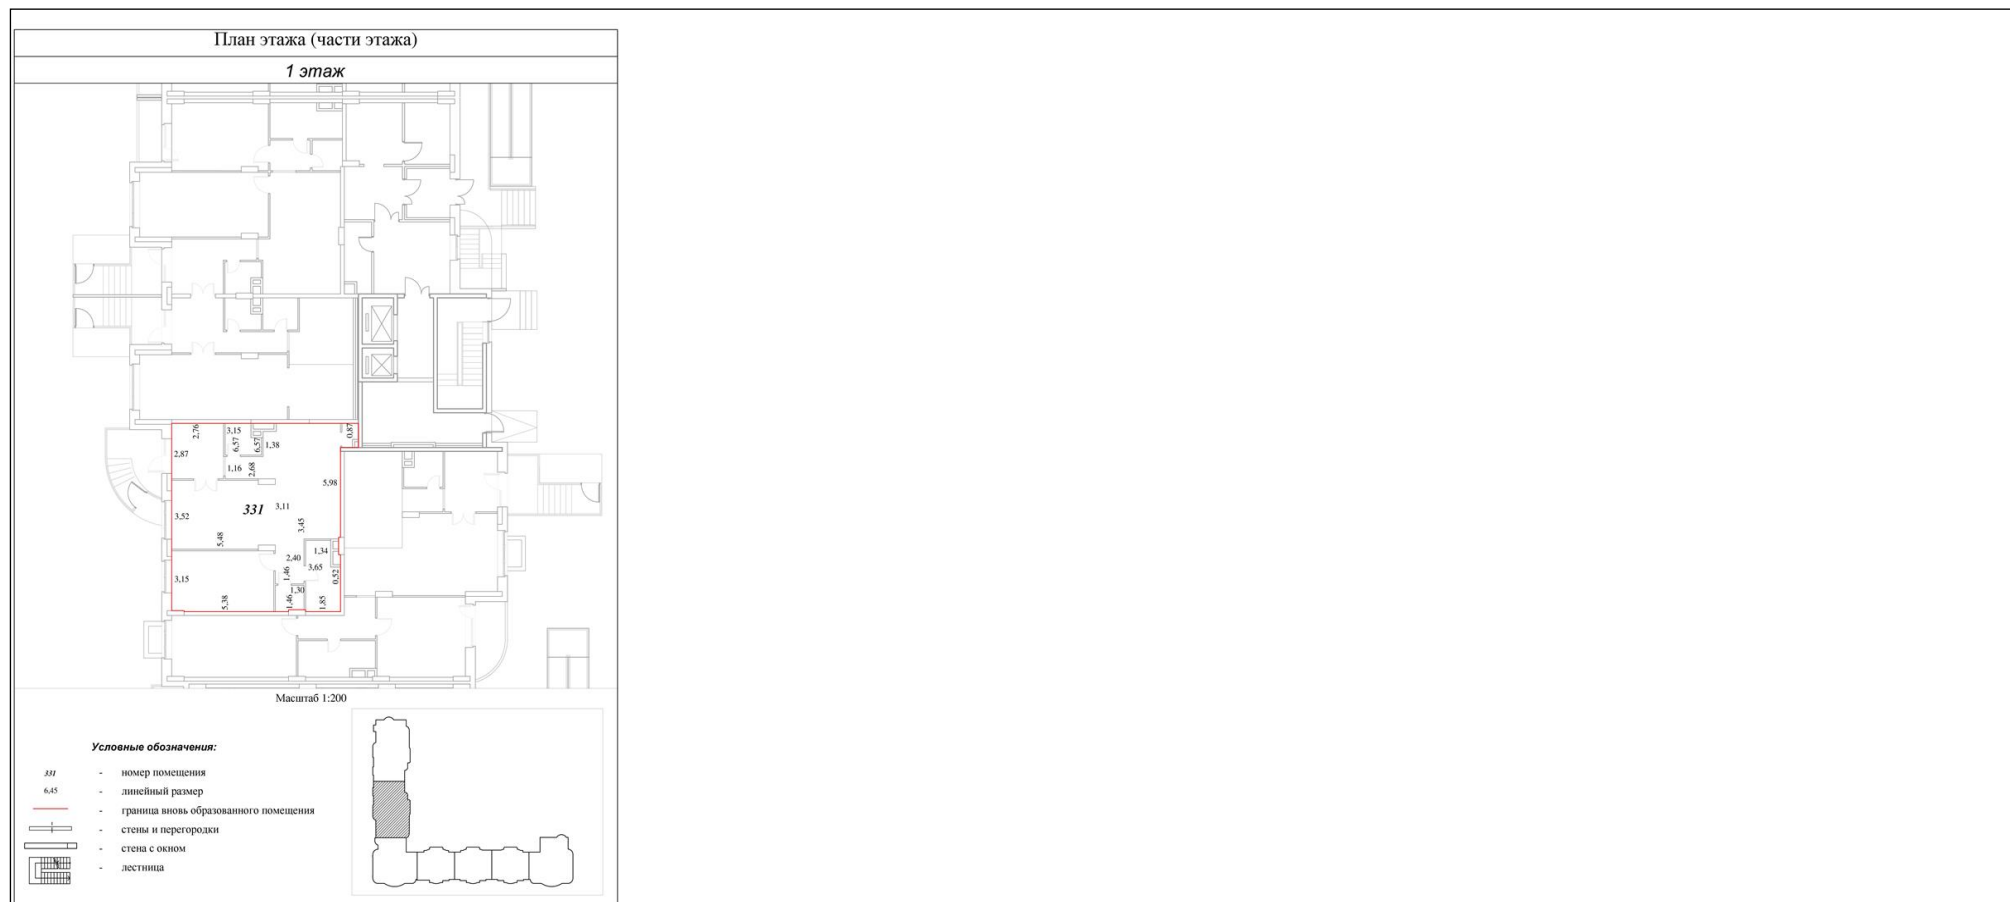 План этажа (части этажа)
1 этаж
2,76
3,15
6,57
6,57
1,38
0,87
2,87
1,16
2,68
5,98
3,52
331
3,11
5,48
3,45
2,40
1,34
3,15
1,46
3,65
0,52
5,38
1,30
1,46
1,85
Масштаб 1:200
Условные обозначения:
331 - номер помещения
6,45 - линейный размер
- граница вновь образованного помещения
- стены и перегородки
- стена с окном
- лестница